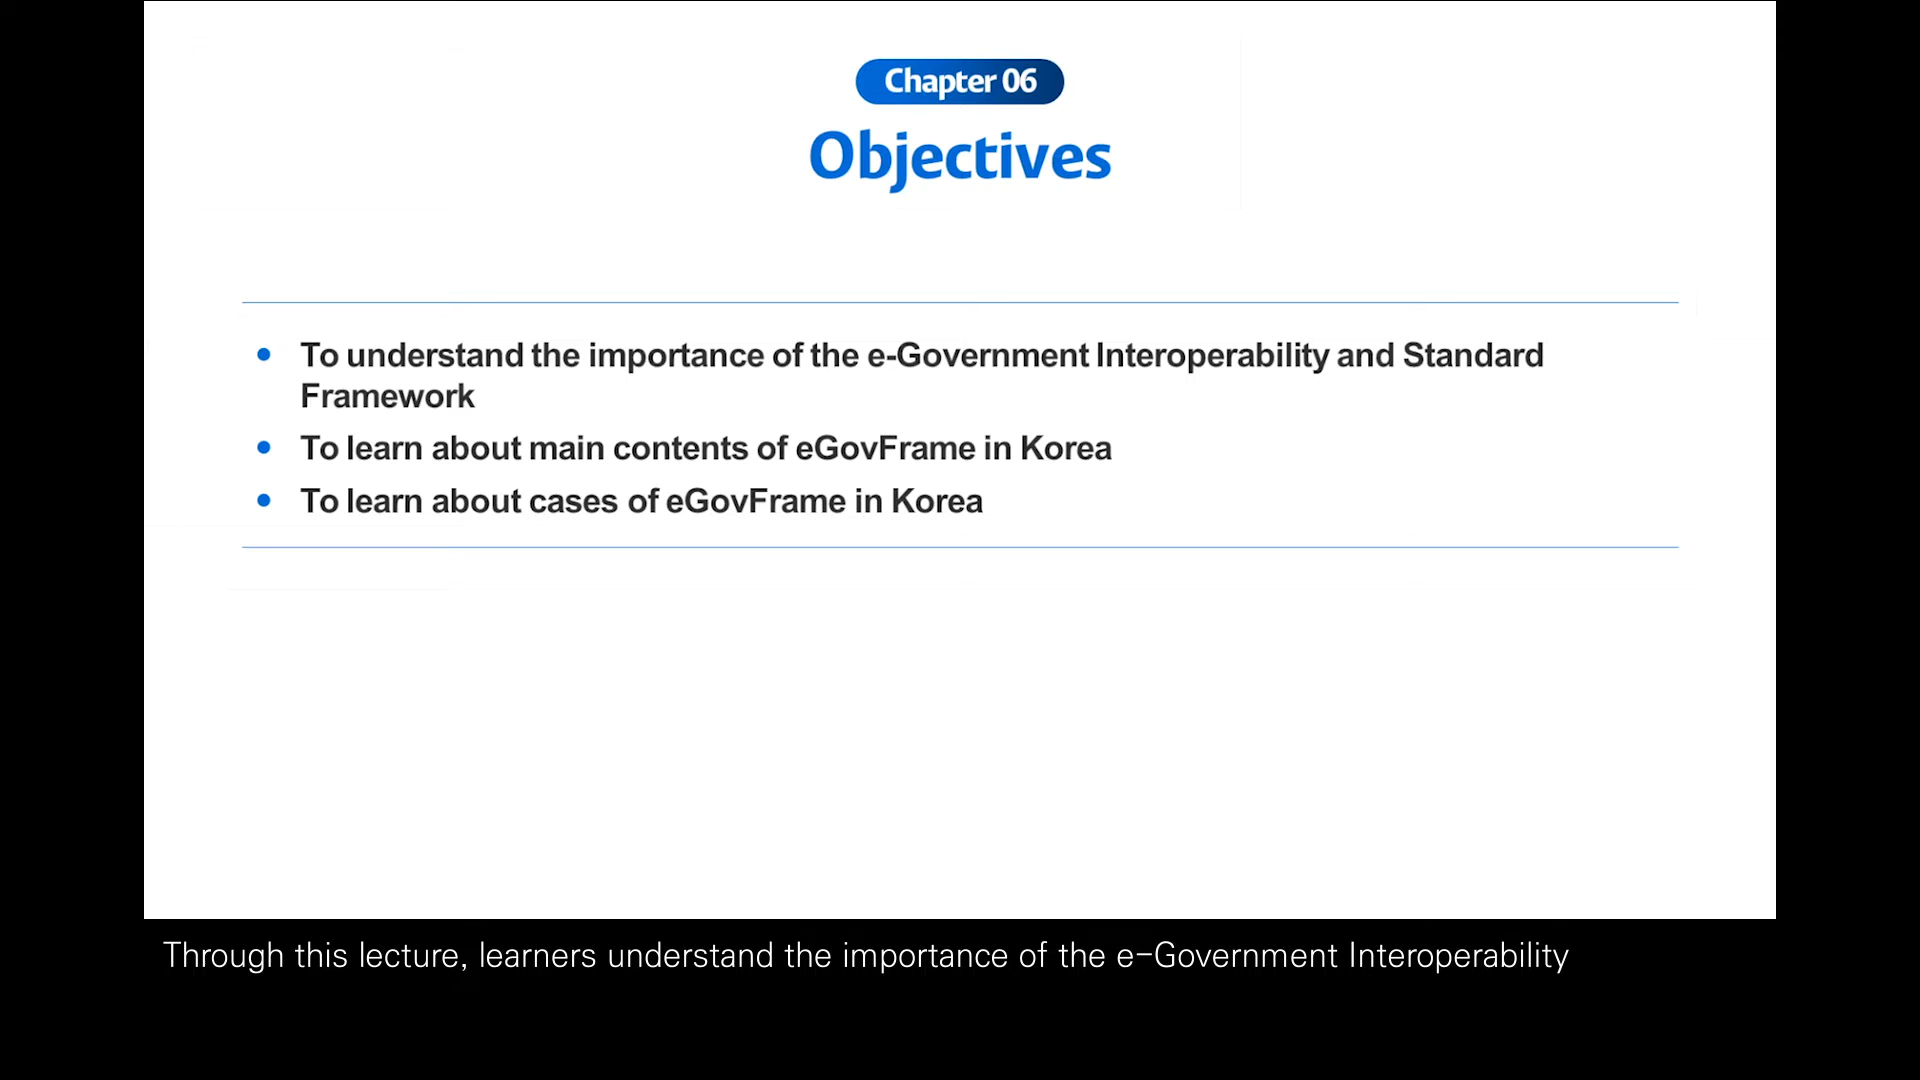 Chapter 06
Objectives
• To understand the importance of the e-Government Interoperability and Standard
Framework
• To learn about main contents of eGovFrame in Korea
• To learn about cases of eGovFrame in Korea
Through this lecture, learners understand the importance of the e-Government Interoperability